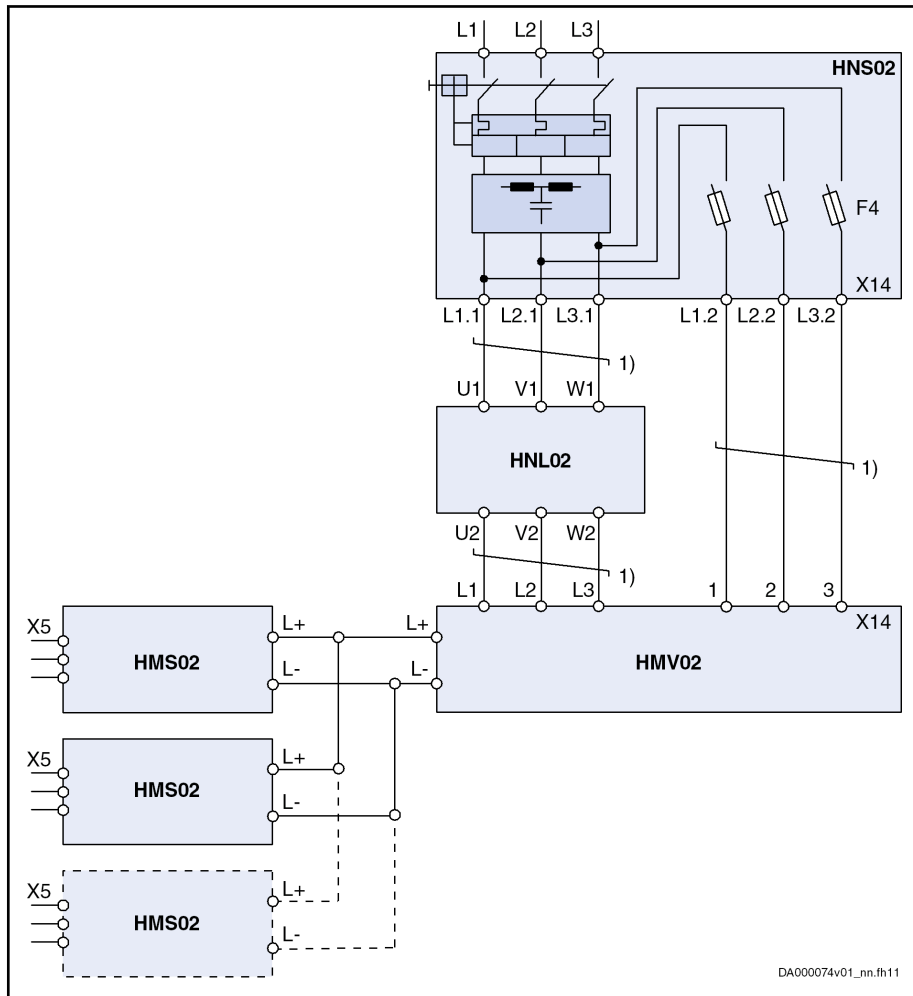 L1 L2 L3
HNS02
F4
X14
L1.1 L2.1 L3.1 L1.2 L2.2 L3.2
1)
U1 V1 W1
HNL02
1)
U2 V2 W2
1)
L1 L2 L3 1 2 3
X14
X5 L+ L+
HMS02 HMV02
L- L-
X5 L+
HMS02
L-
X5 L+
HMS02
L-
DA000074v01_nn.fh11